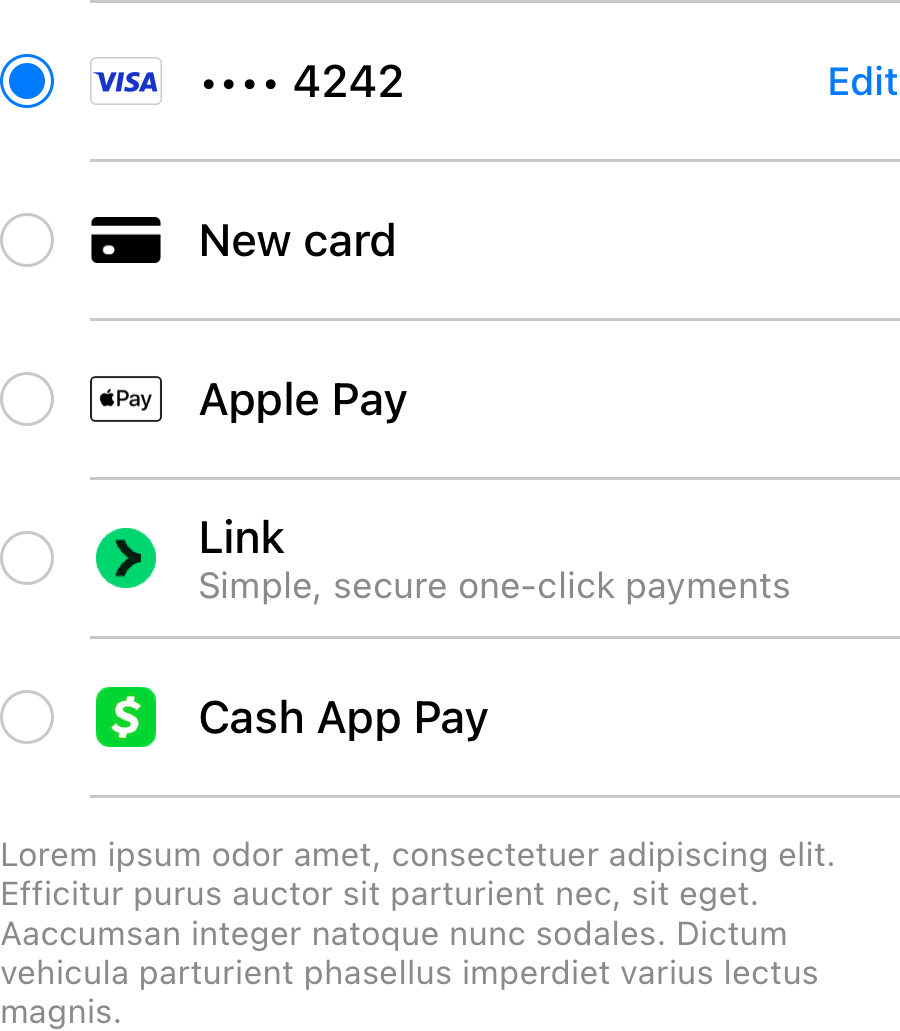 VISA •••• 4242 Edit
New card
Pay Apple Pay
Link
Simple, secure one-click payments
$ Cash App Pay
Lorem ipsum odor amet, consectetuer adipiscing elit.
Efficitur purus auctor sit parturient nec, sit eget.
Aaccumsan integer natoque nunc sodales. Dictum
vehicula parturient phasellus imperdiet varius lectus
magnis.